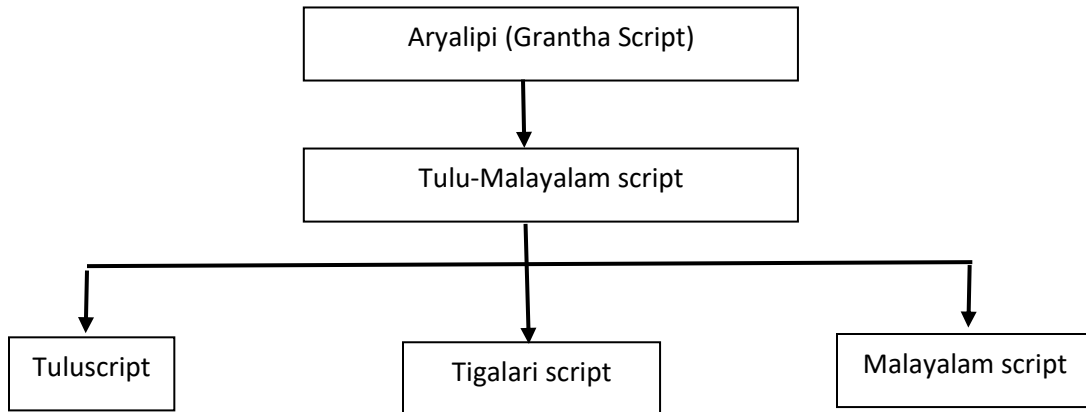 Aryalipi (Grantha Script)
Tulu-Malayalam script
Tuluscript
Tigalari script
Malayalam script